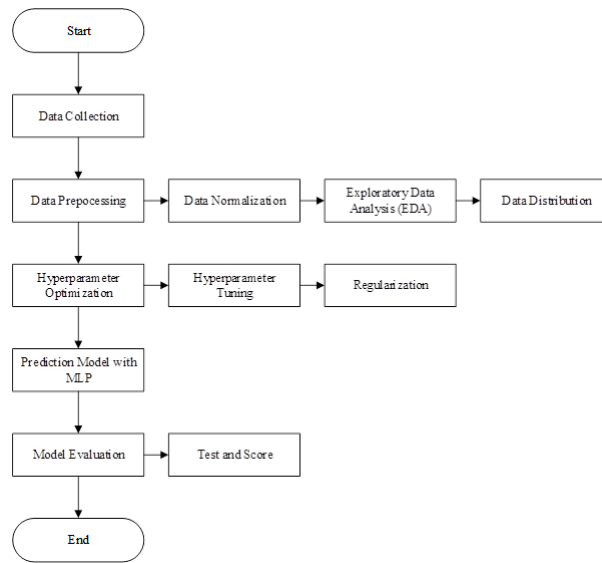 Start
Data Collection
Data Prepocessing
Data Normalization
Exploratory Data
Analysis (EDA)
Data Distribution
Hyperparameter
Optimization
Hyperparameter
Tuning
Regularization
Prediction Model with
MLP
Model Evaluation
Test and Score
End